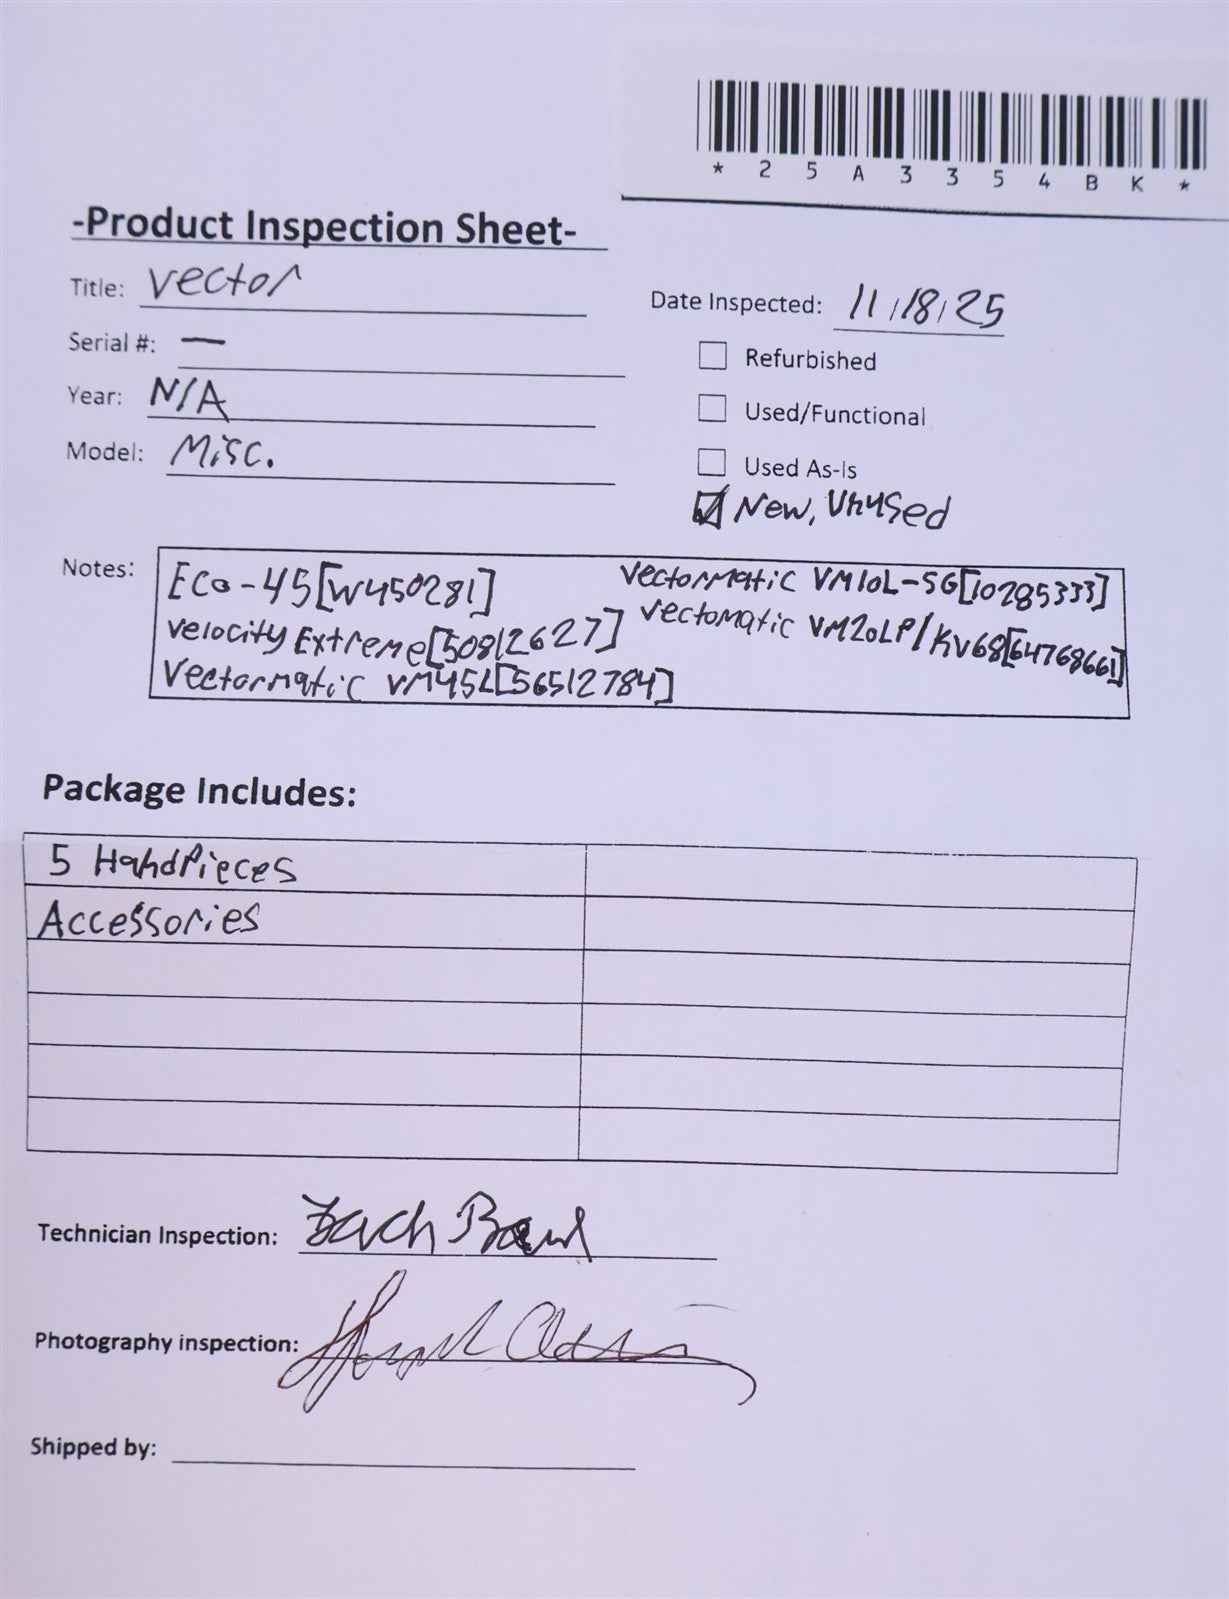 * 2 5 A 3 3 5 4 B K *
-Product Inspection Sheet-
Title: Vector
Date Inspected: 11/18/25
Serial #: —
Refurbished
Year: N/A
Used/Functional
Model: Misc.
Used As-Is
New, Unused
Notes:
Eco-45[W450281]
Velocity Extreme[50812627]
Vectormatic VM45L[56512784]
Vectormatic VM10L-SG[10285333]
Vectomatic VM20LP/KV68[64768661]
Package Includes:
5 Handpieces
Accessories
Technician Inspection: Zach
Photography inspection:
Shipped by: